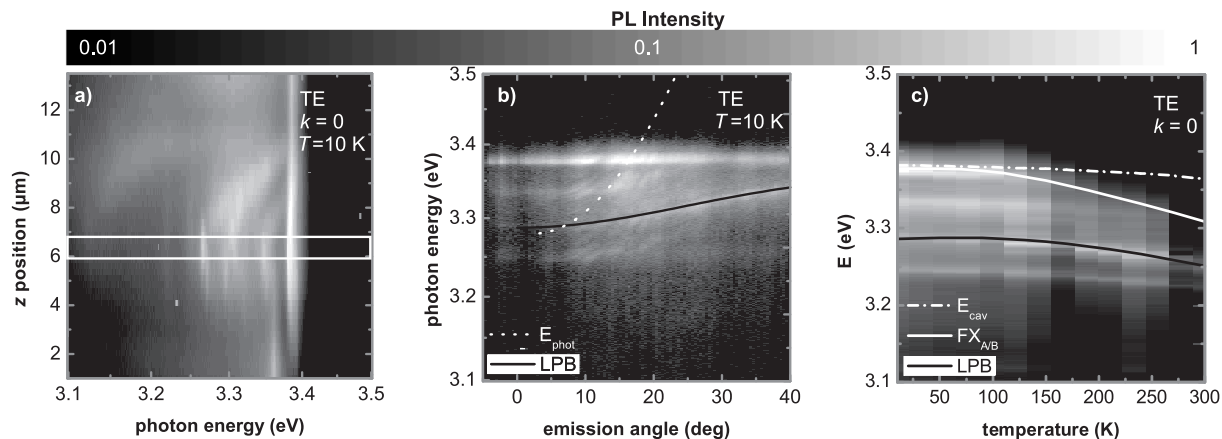 PL Intensity
0.01 0.1 1
a) TE
k = 0
T=10 K
12
10
8
6
4
2
z position (µm)
3.1 3.2 3.3 3.4 3.5
photon energy (eV)
b) TE
T=10 K
3.5
3.4
3.3
3.2
3.1
photon energy (eV)
E phot
LPB
0 10 20 30 40
emission angle (deg)
c) TE
k = 0
3.5
3.4
3.3
3.2
3.1
E (eV)
E cav
FX A/B
LPB
50 100 150 200 250 300
temperature (K)